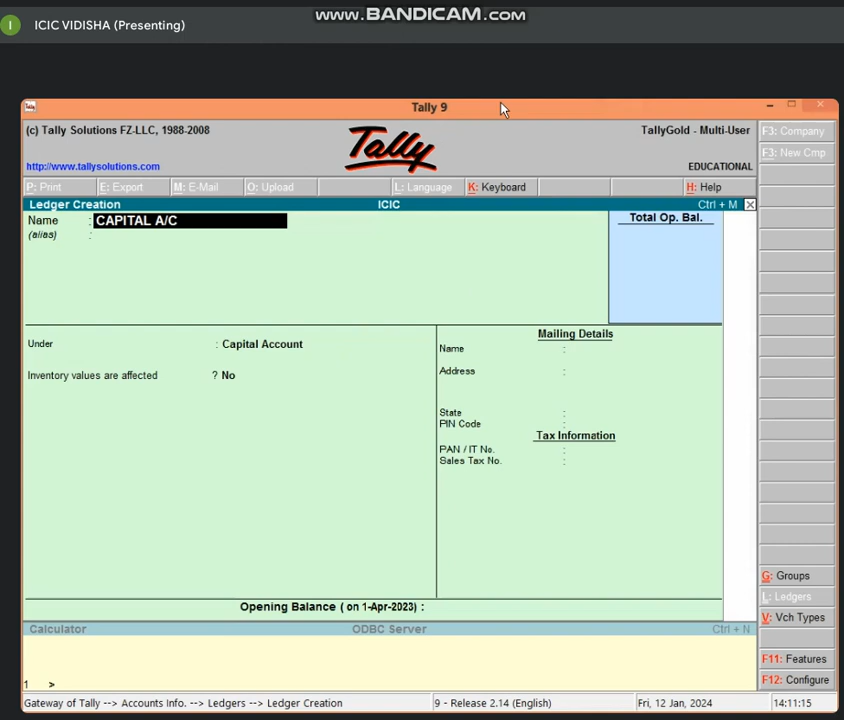 WWW.BANDICAM.COM
I ICIC VIDISHA (Presenting)
Tally Tally 9
(c) Tally Solutions FZ-LLC, 1988-2008 Tally TallyGold - Multi-User
http://www.tallysolutions.com EDUCATIONAL
P: Print E: Export M: E-Mail O: Upload L: Language K: Keyboard H: Help
Ledger Creation ICIC Ctrl + M
Name : CAPITAL A/C
(alias) :
Total Op. Bal.
Under : Capital Account
Inventory values are affected ? No
Mailing Details
Name :
Address :
State :
PIN Code :
Tax Information
PAN / IT No. :
Sales Tax No. :
Opening Balance ( on 1-Apr-2023) :
F3: Company
F3: New Cmp
G: Groups
L: Ledgers
V: Vch Types
F11: Features
F12: Configure
Calculator ODBC Server Ctrl + N
1 >
Gateway of Tally --> Accounts Info. --> Ledgers --> Ledger Creation 9 - Release 2.14 (English) Fri, 12 Jan, 2024 14:11:15